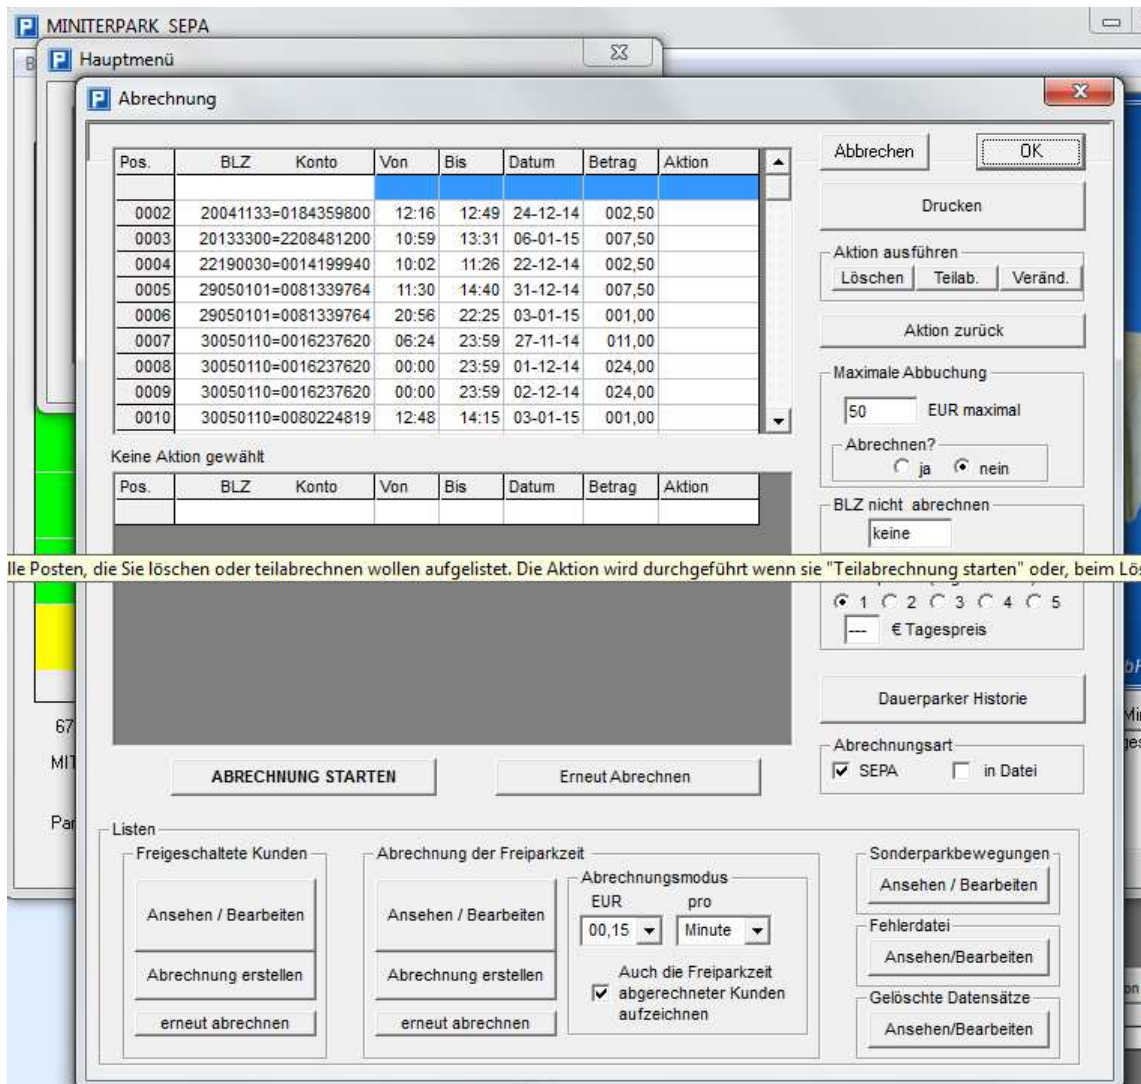 MINITERPARK SEPA
Hauptmenü
Abrechnung
Pos. BLZ Konto Von Bis Datum Betrag Aktion
0002 20041133=0184359800 12:16 12:49 24-12-14 002,50
0003 20133300=2208481200 10:59 13:31 06-01-15 007,50
0004 22190030=0014199940 10:02 11:26 22-12-14 002,50
0005 29050101=0081339764 11:30 14:40 31-12-14 007,50
0006 29050101=0081339764 20:56 22:25 03-01-15 001,00
0007 30050110=0016237620 06:24 23:59 27-11-14 011,00
0008 30050110=0016237620 00:00 23:59 01-12-14 024,00
0009 30050110=0016237620 00:00 23:59 02-12-14 024,00
0010 30050110=0080224819 12:48 14:15 03-01-15 001,00
Abbrechen OK
Drucken
Aktion ausführen
Löschen Teilab. Veränd.
Aktion zurück
Maximale Abbuchung
50 EUR maximal
Abrechnen?
ja nein
BLZ nicht abrechnen
keine
Keine Aktion gewählt
Pos. BLZ Konto Von Bis Datum Betrag Aktion
lle Posten, die Sie löschen oder teilabrechnen wollen aufgelistet. Die Aktion wird durchgeführt wenn sie "Teilabrechnung starten" oder, beim Lös
1 2 3 4 5
--- € Tagespreis
Dauerparker Historie
Abrechnungsart
SEPA in Datei
ABRECHNUNG STARTEN Erneut Abrechnen
67
MIT
Par
Listen
Freigeschaltete Kunden
Ansehen / Bearbeiten
Abrechnung erstellen
erneut abrechnen
Abrechnung der Freiparkzeit
Ansehen / Bearbeiten
Abrechnung erstellen
erneut abrechnen
Abrechnungsmodus
EUR pro
00,15 Minute
Auch die Freiparkzeit
abgerechneter Kunden
aufzeichnen
Sonderparkbewegungen
Ansehen / Bearbeiten
Fehlerdatei
Ansehen/Bearbeiten
Gelöschte Datensätze
Ansehen/Bearbeiten